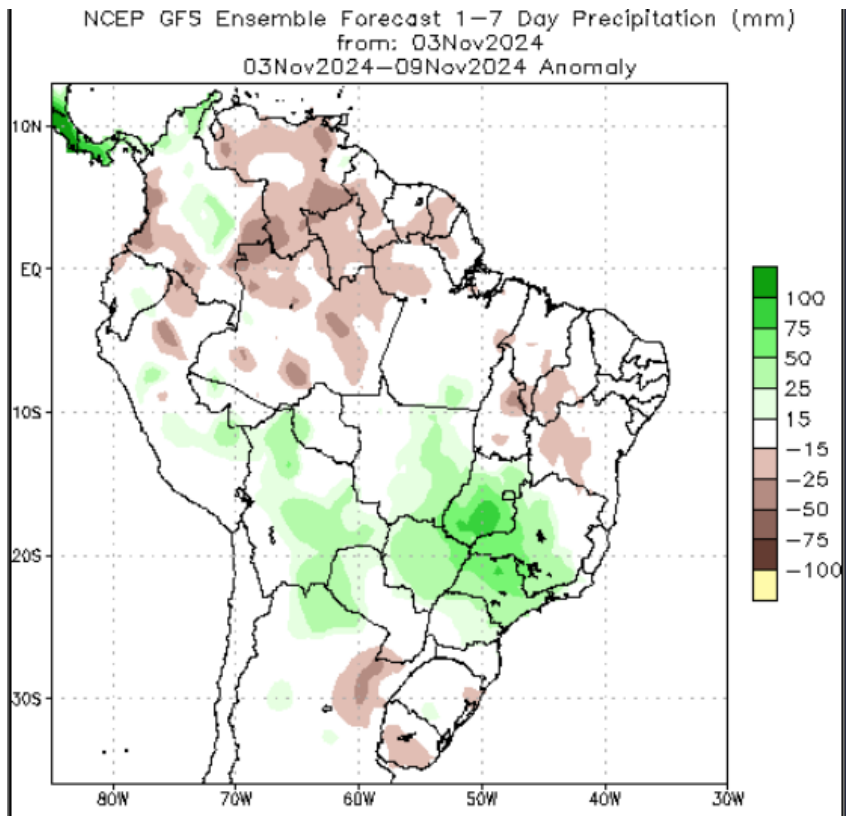 NCEP GFS Ensemble Forecast 1–7 Day Precipitation (mm)
from: 03Nov2024
03Nov2024–09Nov2024 Anomaly
10N
EQ
10S
20S
30S
80W
70W
60W
50W
40W
30W
100
75
50
25
15
−15
−25
−50
−75
−100